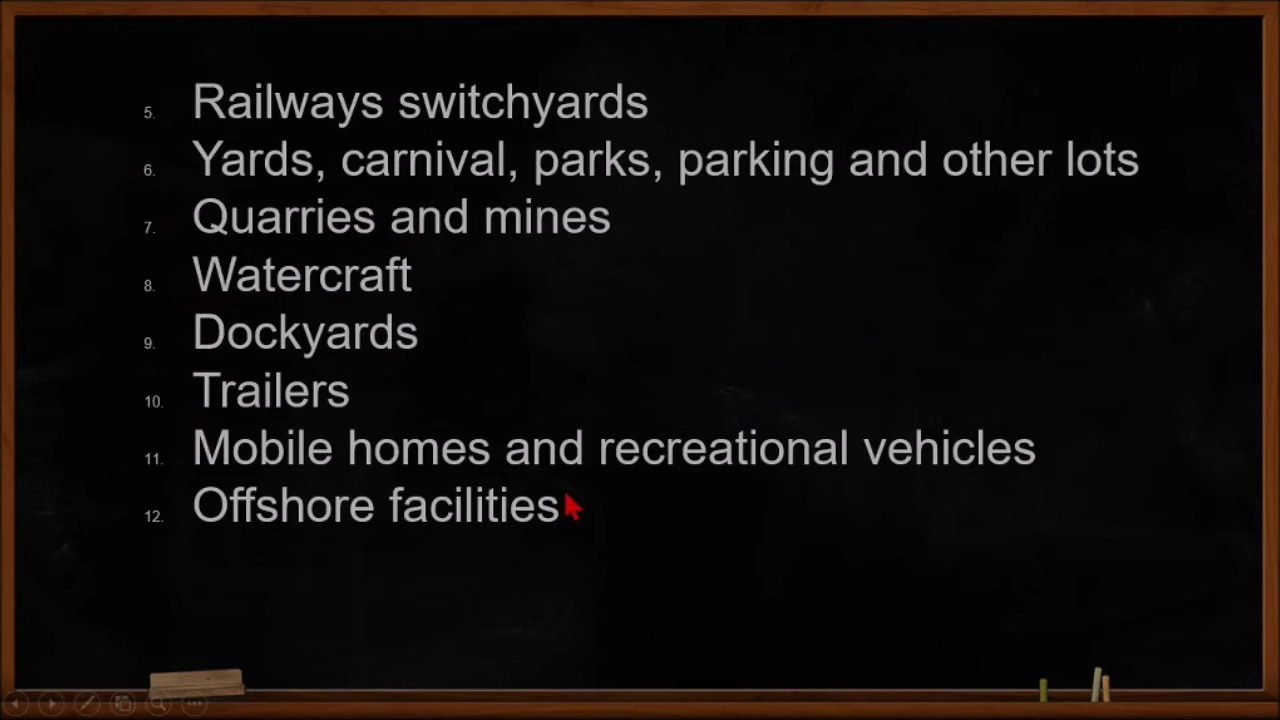 5. Railways switchyards
6. Yards, carnival, parks, parking and other lots
7. Quarries and mines
8. Watercraft
9. Dockyards
10. Trailers
11. Mobile homes and recreational vehicles
12. Offshore facilities